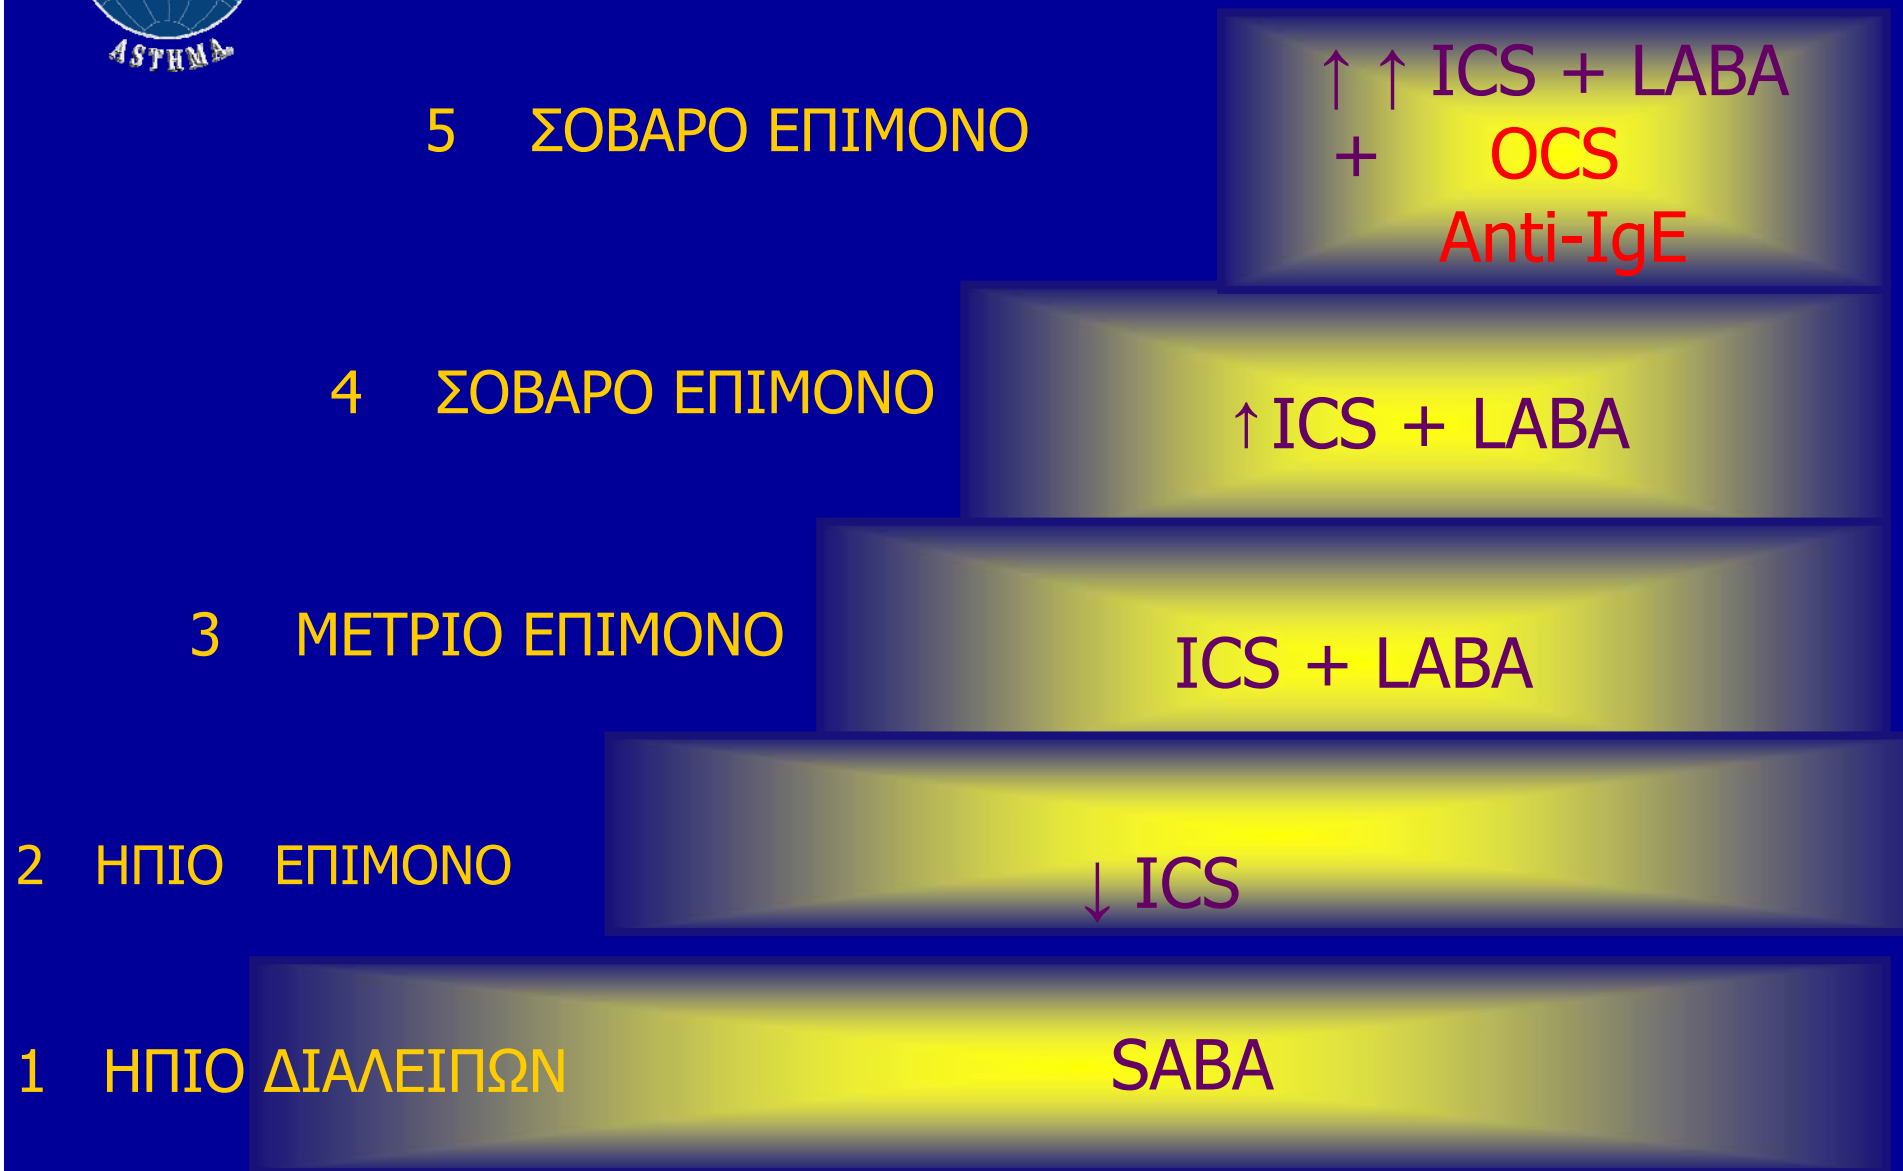 ASTHMA
↑ ↑ ICS + LABA
5 ΣΟΒΑΡΟ ΕΠΙΜΟΝΟ
+ OCS
Anti-IgE
4 ΣΟΒΑΡΟ ΕΠΙΜΟΝΟ
↑ICS + LABA
3 ΜΕΤΡΙΟ ΕΠΙΜΟΝΟ
ICS + LABA
2 ΗΠΙΟ ΕΠΙΜΟΝΟ
↓ ICS
1 ΗΠΙΟ ΔΙΑΛΕΙΠΩΝ
SABA